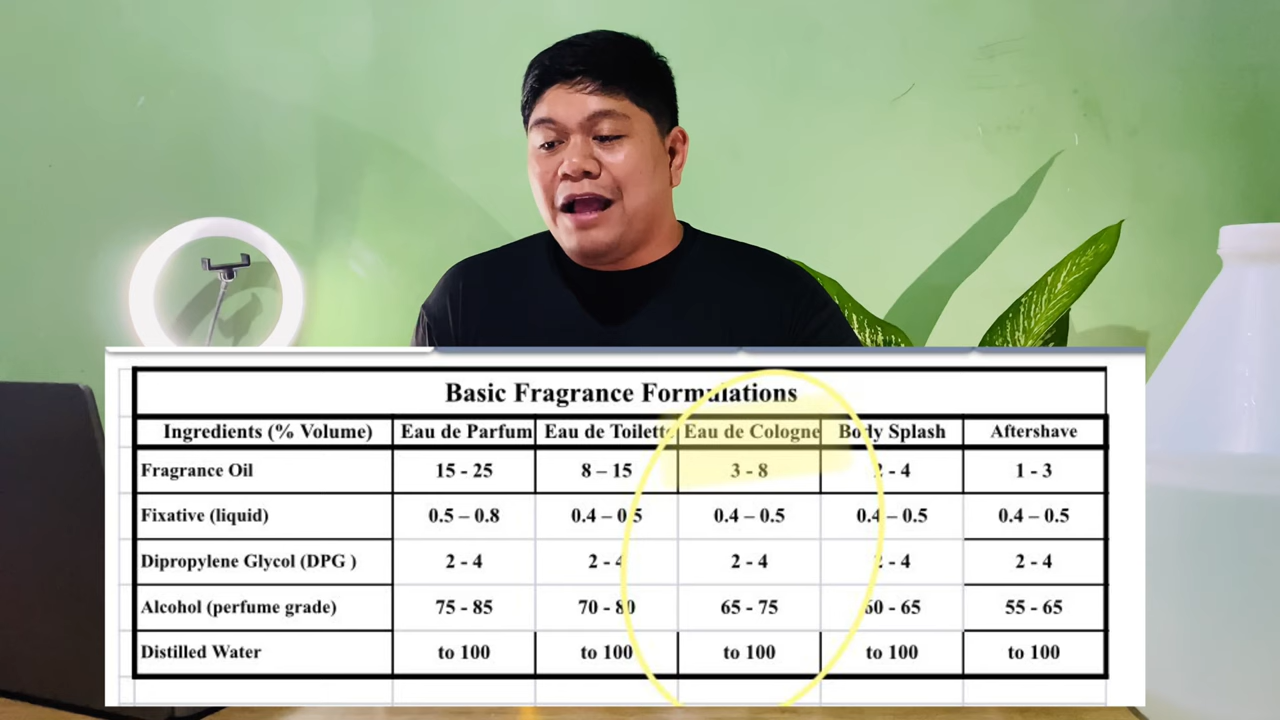 Basic Fragrance Formulations
Ingredients (% Volume) Eau de Parfum Eau de Toilette Eau de Cologne Body Splash Aftershave
Fragrance Oil 15 - 25 8 – 15 3 - 8 2 - 4 1 - 3
Fixative (liquid) 0.5 – 0.8 0.4 – 0.5 0.4 – 0.5 0.4 – 0.5 0.4 – 0.5
Dipropylene Glycol (DPG ) 2 - 4 2 - 4 2 - 4 2 - 4 2 - 4
Alcohol (perfume grade) 75 - 85 70 - 80 65 - 75 60 - 65 55 - 65
Distilled Water to 100 to 100 to 100 to 100 to 100